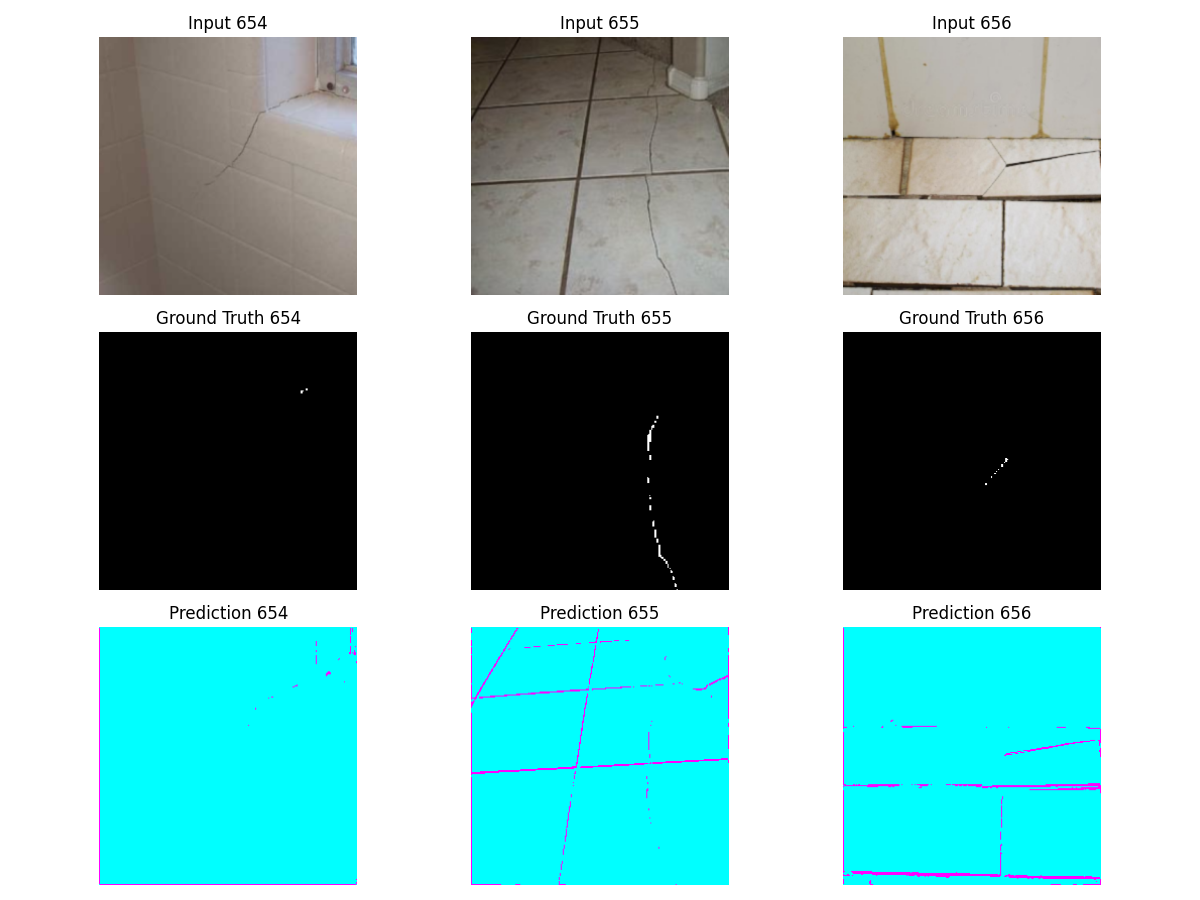 Input 654
Input 655
Input 656
Ground Truth 654
Ground Truth 655
Ground Truth 656
Prediction 654
Prediction 655
Prediction 656